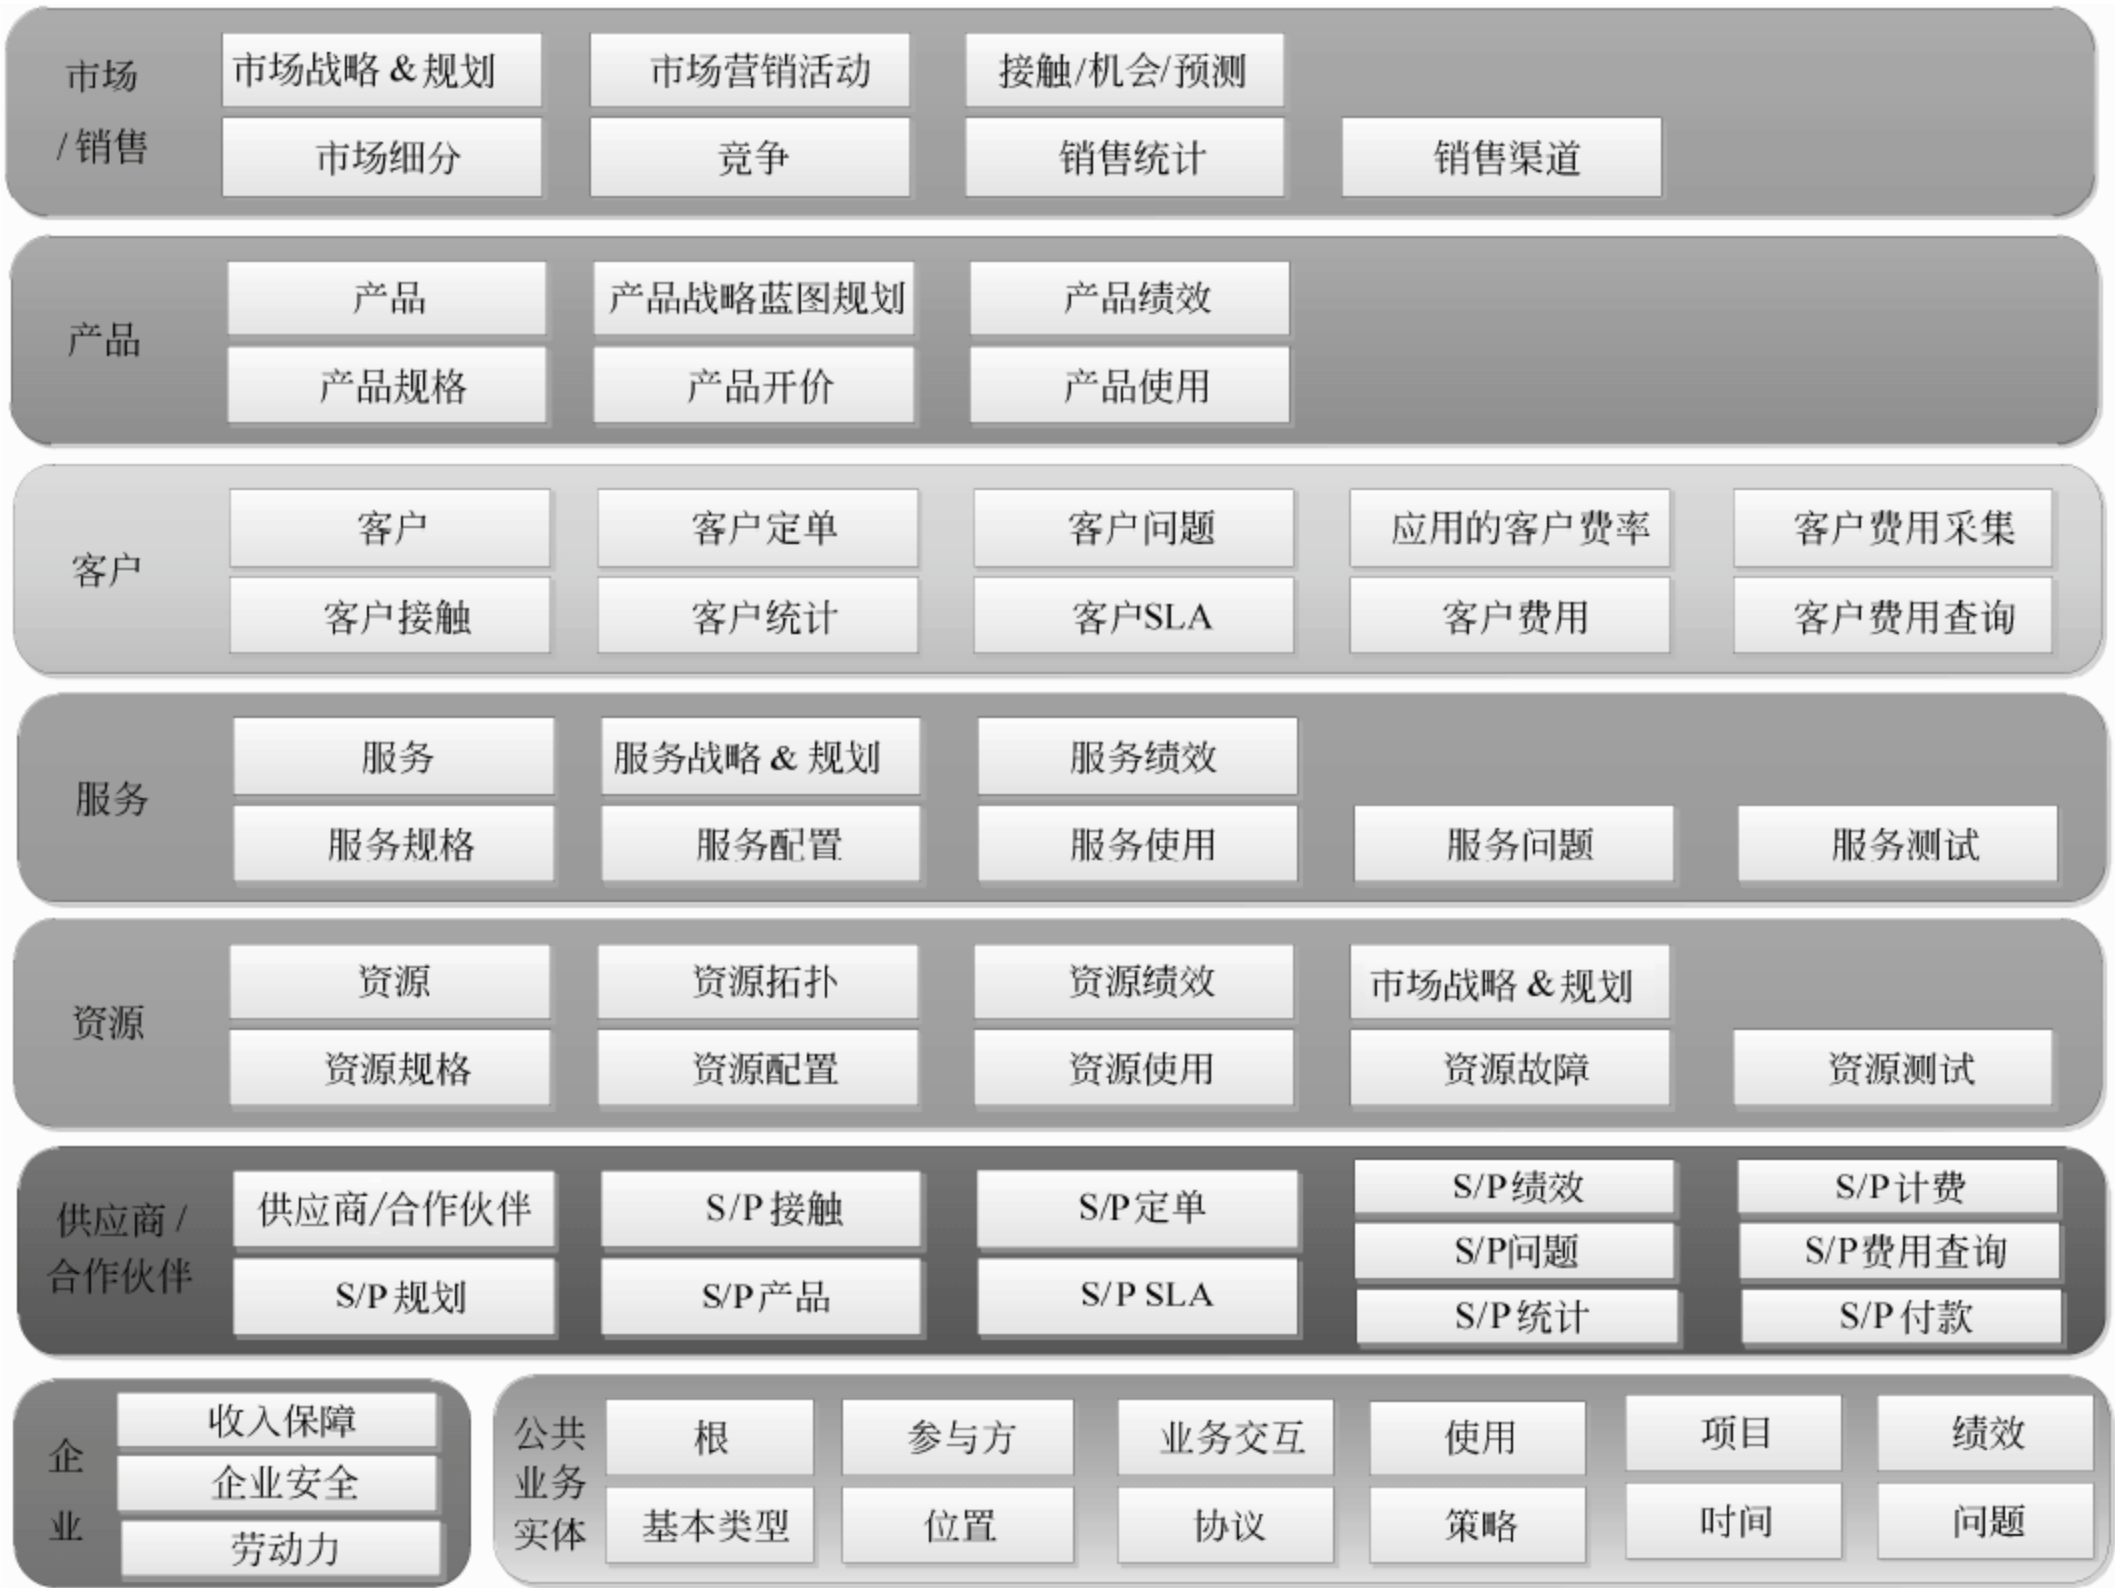 市场
/ 销售
市场战略 & 规划
市场营销活动
接触/机会/预测
市场细分
竞争
销售统计
销售渠道
产品
产品
产品战略蓝图规划
产品绩效
产品规格
产品开价
产品使用
客户
客户
客户定单
客户问题
应用的客户费率
客户费用采集
客户接触
客户统计
客户SLA
客户费用
客户费用查询
服务
服务
服务战略 & 规划
服务绩效
服务规格
服务配置
服务使用
服务问题
服务测试
资源
资源
资源拓扑
资源绩效
市场战略 & 规划
资源规格
资源配置
资源使用
资源故障
资源测试
供应商 /
合作伙伴
供应商/合作伙伴
S/P 接触
S/P定单
S/P绩效
S/P计费
S/P问题
S/P费用查询
S/P 规划
S/P产品
S/P SLA
S/P统计
S/P付款
企
业
收入保障
企业安全
劳动力
公共
业务
实体
根
参与方
业务交互
使用
项目
绩效
基本类型
位置
协议
策略
时间
问题